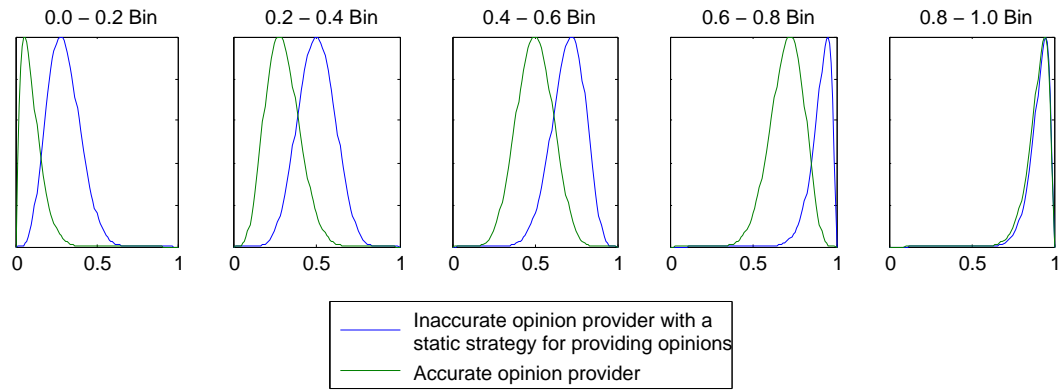 0.0 – 0.2 Bin
0.2 – 0.4 Bin
0.4 – 0.6 Bin
0.6 – 0.8 Bin
0.8 – 1.0 Bin
0 0.5 1
0 0.5 1
0 0.5 1
0 0.5 1
0 0.5 1
Inaccurate opinion provider with a
static strategy for providing opinions
Accurate opinion provider